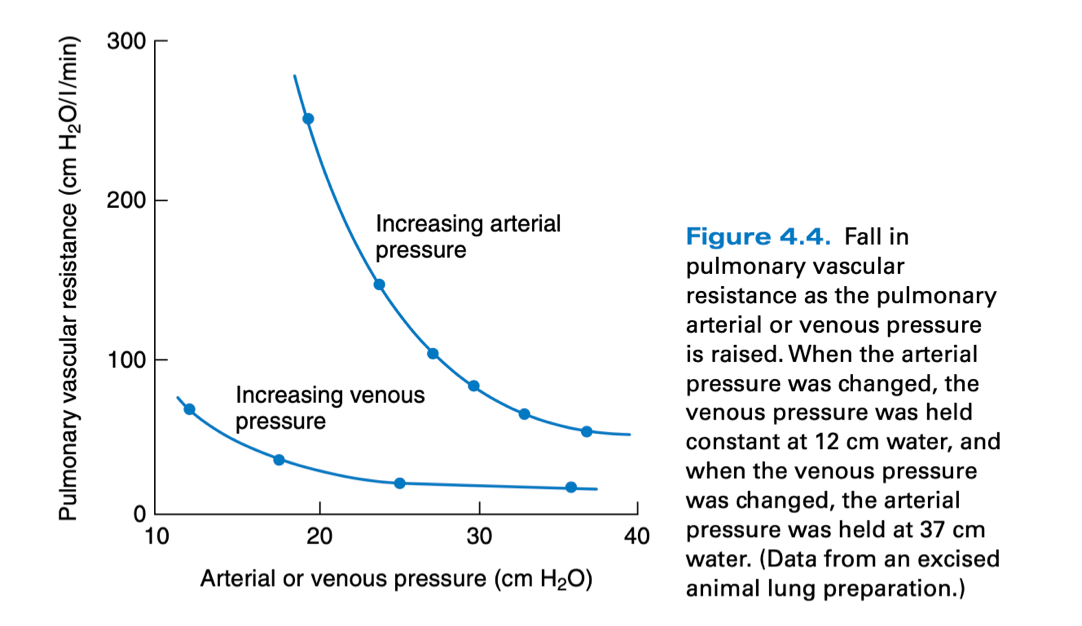 Pulmonary vascular resistance (cm H₂O/l/min)
300
200
100
0
10
20
30
40
Increasing arterial
pressure
Increasing venous
pressure
Arterial or venous pressure (cm H₂O)
Figure 4.4. Fall in
pulmonary vascular
resistance as the pulmonary
arterial or venous pressure
is raised. When the arterial
pressure was changed, the
venous pressure was held
constant at 12 cm water, and
when the venous pressure
was changed, the arterial
pressure was held at 37 cm
water. (Data from an excised
animal lung preparation.)